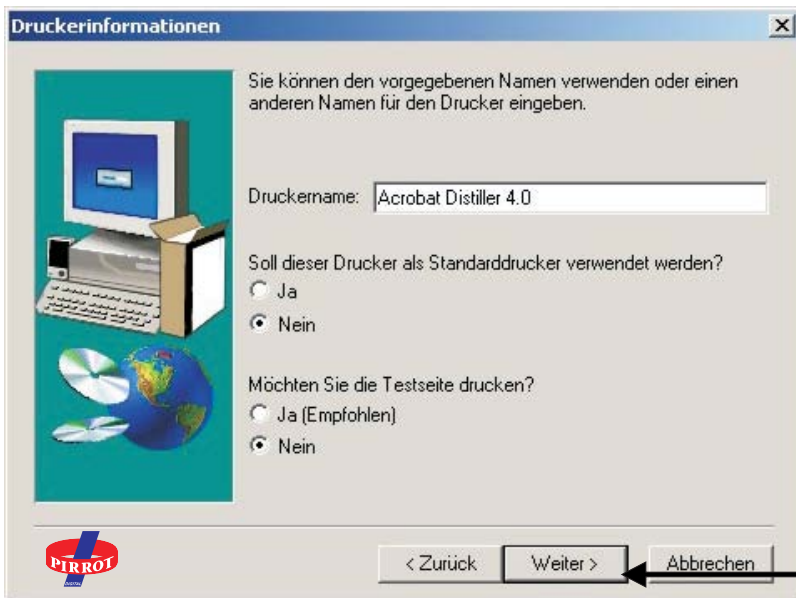 Druckerinformationen
Sie können den vorgegebenen Namen verwenden oder einen
anderen Namen für den Drucker eingeben.
Druckername: Acrobat Distiller 4.0
Soll dieser Drucker als Standarddrucker verwendet werden?
Ja
Nein
Möchten Sie die Testseite drucken?
Ja (Empfohlen)
Nein
PIRROT
DIGITAL
< Zurück Weiter > Abbrechen